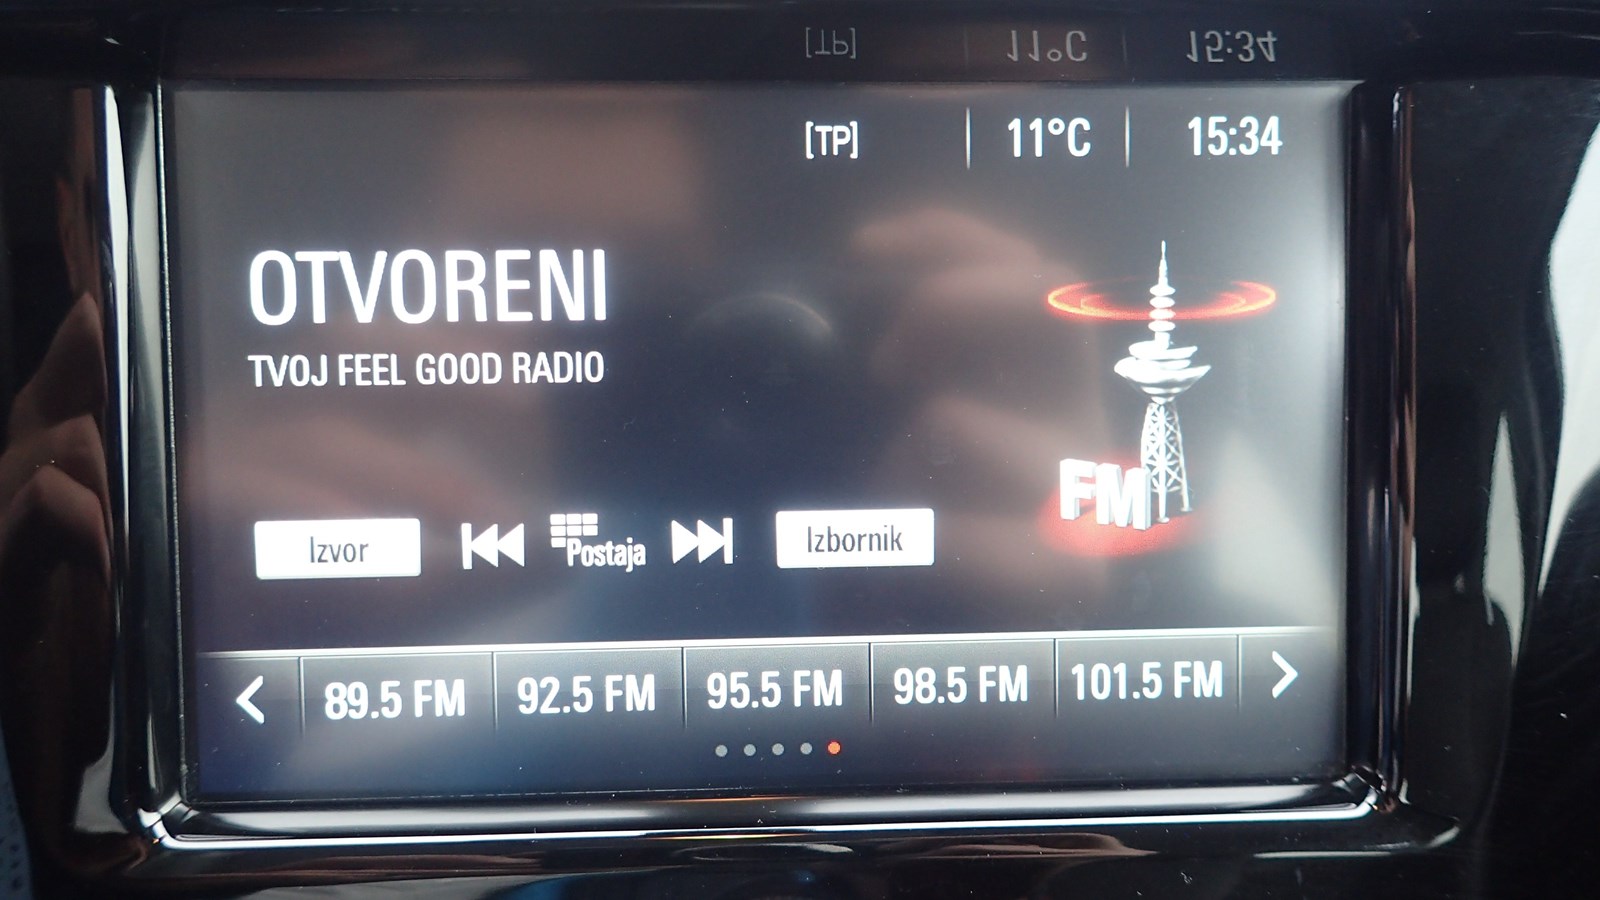 [TP] 11°C 15:34
OTVORENI
TVOJ FEEL GOOD RADIO
FM
Izvor Postaja Izbornik
89.5 FM 92.5 FM 95.5 FM 98.5 FM 101.5 FM